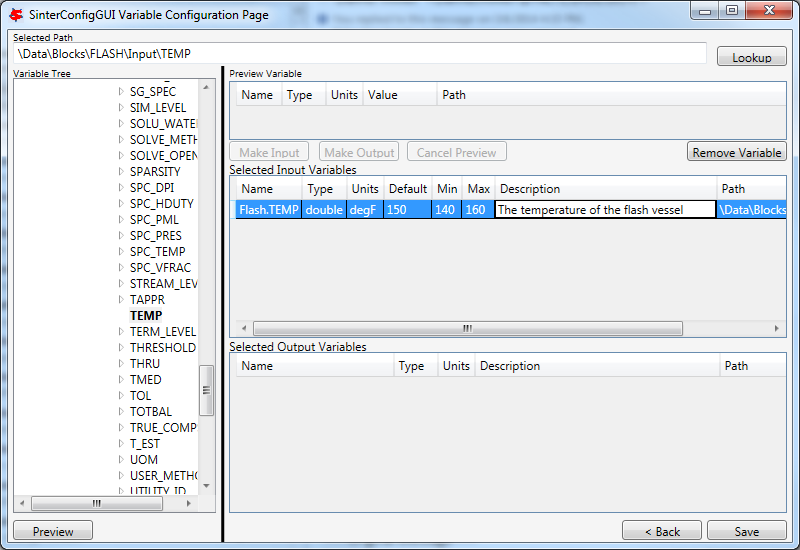 SinterConfigGUI Variable Configuration Page
Selected Path
\Data\Blocks\FLASH\Input\TEMP
Lookup
Variable Tree
SG_SPEC
SIM_LEVEL
SOLU_WATE
SOLVE_METH
SOLVE_OPEN
SPARSITY
SPC_DPI
SPC_HDUTY
SPC_PML
SPC_PRES
SPC_TEMP
SPC_VFRAC
STREAM_LEV
TAPPR
TEMP
TERM_LEVEL
THRESHOLD
THRU
TMED
TOL
TOTBAL
TRUE_COMP
T_EST
UOM
USER_METHO
UTILITY_ID
Preview
Preview Variable
Name Type Units Value Path
Make Input Make Output Cancel Preview Remove Variable
Selected Input Variables
Name Type Units Default Min Max Description Path
Flash.TEMP double degF 150 140 160 The temperature of the flash vessel \Data\Blocks
Selected Output Variables
Name Type Units Description Path
< Back Save